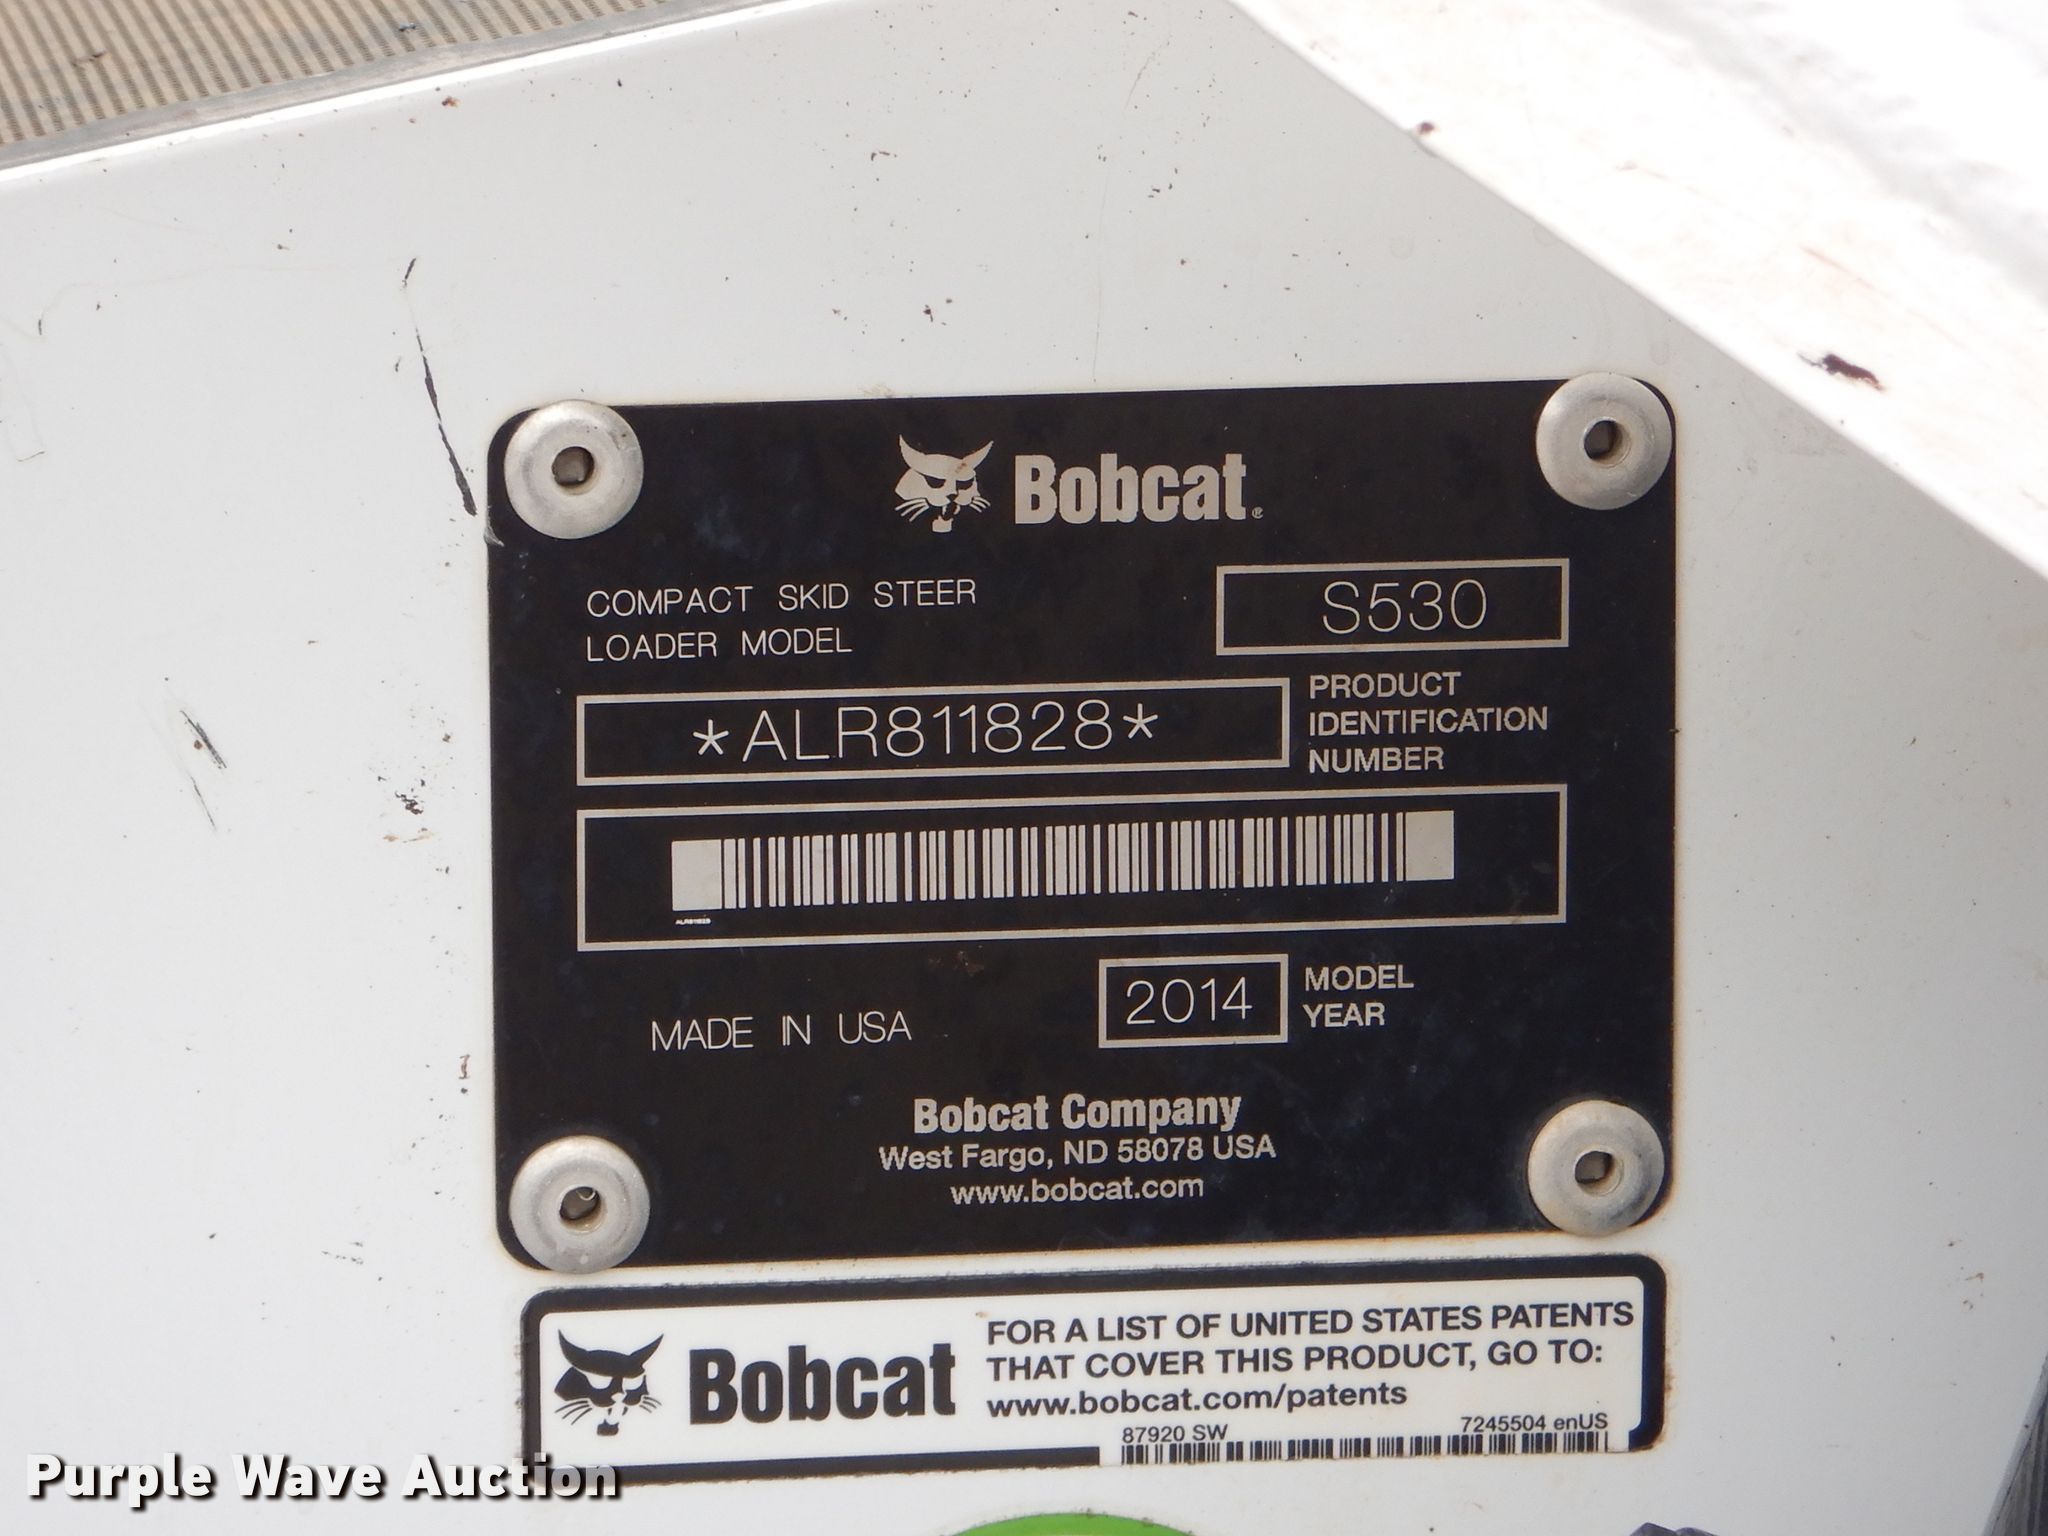 Bobcat®
COMPACT SKID STEER
LOADER MODEL
S530
*ALR811828*
PRODUCT
IDENTIFICATION
NUMBER
MADE IN USA
2014
MODEL
YEAR
Bobcat Company
West Fargo, ND 58078 USA
www.bobcat.com
Bobcat
FOR A LIST OF UNITED STATES PATENTS
THAT COVER THIS PRODUCT, GO TO:
www.bobcat.com/patents
87920 SW
7245504 enUS
Purple Wave Auction